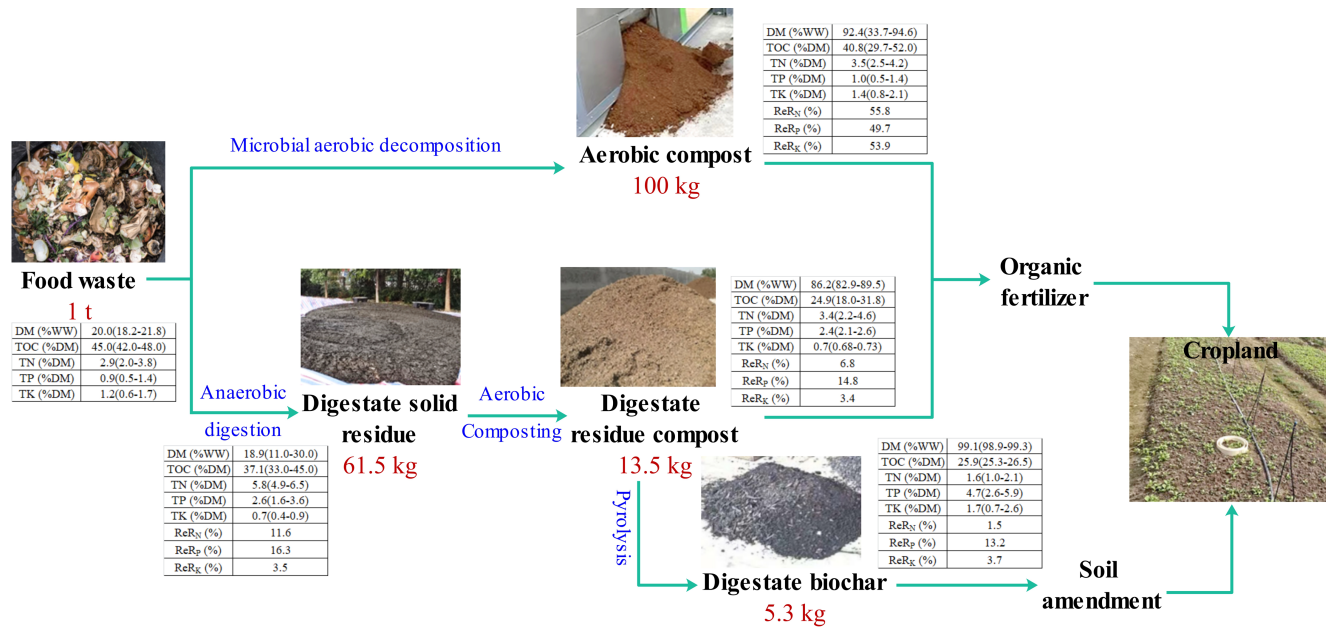 DM (%WW) 92.4(33.7-94.6)
TOC (%DM) 40.8(29.7-52.0)
TN (%DM) 3.5(2.5-4.2)
TP (%DM) 1.0(0.5-1.4)
TK (%DM) 1.4(0.8-2.1)
ReRN (%) 55.8
ReRP (%) 49.7
ReRK (%) 53.9
Microbial aerobic decomposition
Aerobic compost
100 kg
Food waste
1 t
DM (%WW) 20.0(18.2-21.8)
TOC (%DM) 45.0(42.0-48.0)
TN (%DM) 2.9(2.0-3.8)
TP (%DM) 0.9(0.5-1.4)
TK (%DM) 1.2(0.6-1.7)
Anaerobic
digestion
Digestate solid
residue
61.5 kg
DM (%WW) 18.9(11.0-30.0)
TOC (%DM) 37.1(33.0-45.0)
TN (%DM) 5.8(4.9-6.5)
TP (%DM) 2.6(1.6-3.6)
TK (%DM) 0.7(0.4-0.9)
ReRN (%) 11.6
ReRP (%) 16.3
ReRK (%) 3.5
Aerobic
Composting
Digestate
residue compost
13.5 kg
DM (%WW) 86.2(82.9-89.5)
TOC (%DM) 24.9(18.0-31.8)
TN (%DM) 3.4(2.2-4.6)
TP (%DM) 2.4(2.1-2.6)
TK (%DM) 0.7(0.68-0.73)
ReRN (%) 6.8
ReRP (%) 14.8
ReRK (%) 3.4
Pyrolysis
Digestate biochar
5.3 kg
DM (%WW) 99.1(98.9-99.3)
TOC (%DM) 25.9(25.3-26.5)
TN (%DM) 1.6(1.0-2.1)
TP (%DM) 4.7(2.6-5.9)
TK (%DM) 1.7(0.7-2.6)
ReRN (%) 1.5
ReRP (%) 13.2
ReRK (%) 3.7
Organic
fertilizer
Soil
amendment
Cropland